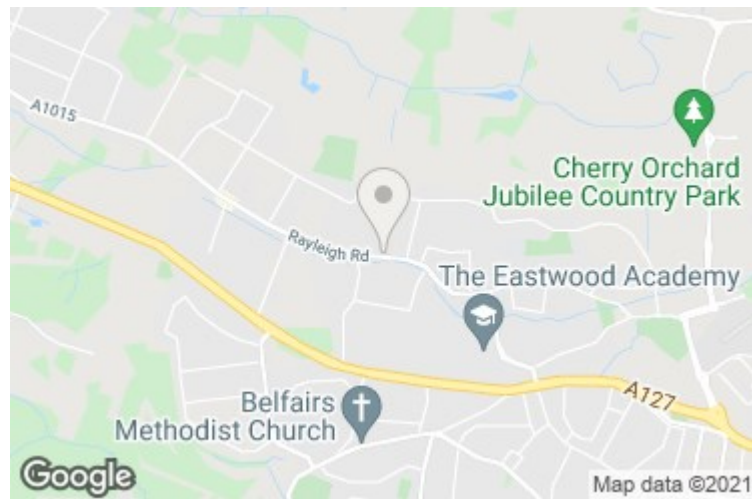 A1015
Cherry Orchard
Jubilee Country Park
Rayleigh Rd
The Eastwood Academy
A127
Belfairs
Methodist Church
Google
Map data ©2021